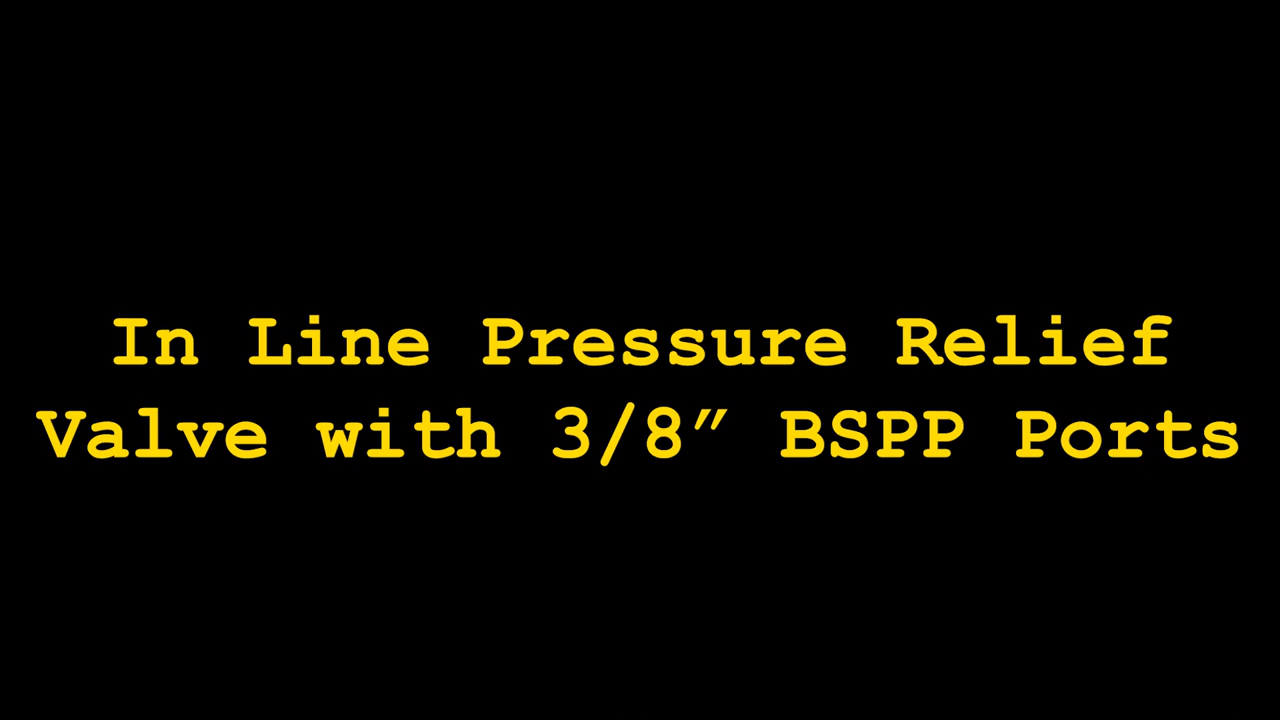 In Line Pressure Relief
Valve with 3/8” BSPP Ports